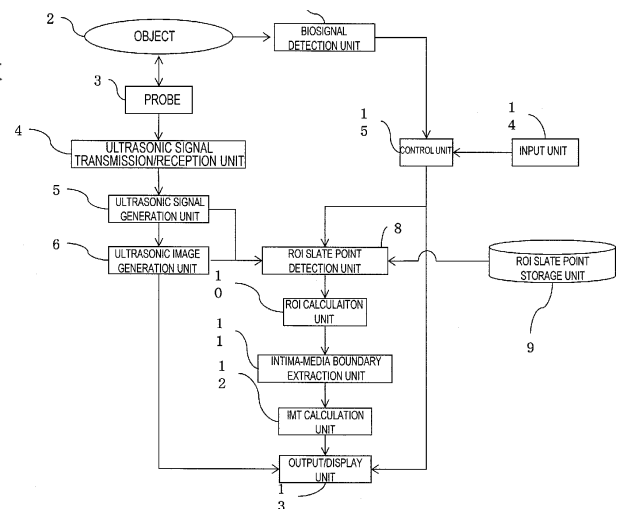 2
OBJECT
BIOSIGNAL
DETECTION UNIT
3
PROBE
4
ULTRASONIC SIGNAL
TRANSMISSION/RECEPTION UNIT
1
5
CONTROL UNIT
1
4
INPUT UNIT
5
ULTRASONIC SIGNAL
GENERATION UNIT
6
ULTRASONIC IMAGE
GENERATION UNIT
8
ROI SLATE POINT
DETECTION UNIT
ROI SLATE POINT
STORAGE UNIT
9
1
0
ROI CALCULAITON
UNIT
1
1
INTIMA-MEDIA BOUNDARY
EXTRACTION UNIT
1
2
IMT CALCULATION
UNIT
OUTPUT/DISPLAY
UNIT
1
3